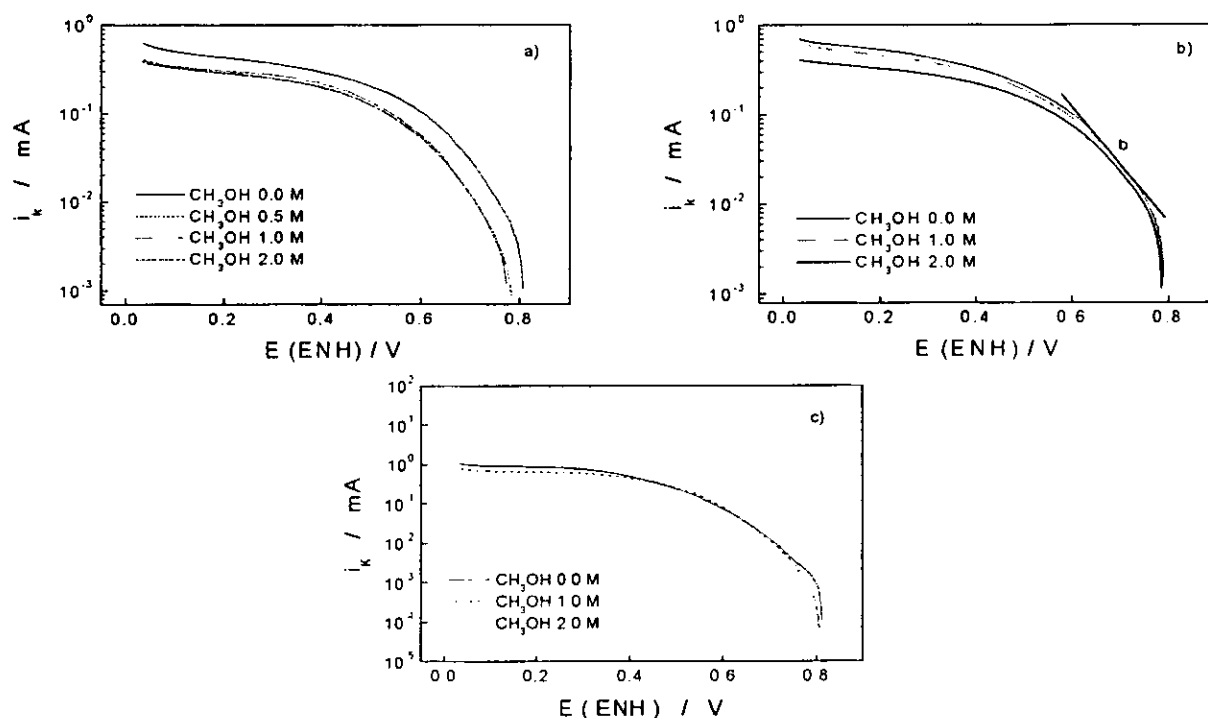 a)
10⁰
10⁻¹
10⁻²
10⁻³
i_k / mA
CH₃OH 0.0 M
CH₃OH 0.5 M
CH₃OH 1.0 M
CH₃OH 2.0 M
0.0 0.2 0.4 0.6 0.8
E (ENH) / V
b)
10⁰
10⁻¹
10⁻²
10⁻³
i_k / mA
b
CH₃OH 0.0 M
CH₃OH 1.0 M
CH₃OH 2.0 M
0.0 0.2 0.4 0 6 0.8
E (ENH) / V
c)
10²
10¹
10⁰
10⁻¹
10⁻²
10⁻³
10⁻⁴
10⁻⁵
i_K / mA
CH₃OH 0 0 M
CH₃OH 1 0 M
CH₃OH 2 0 M
0 0 0.2 0 4 0 6 0 8
E ( ENH ) / V